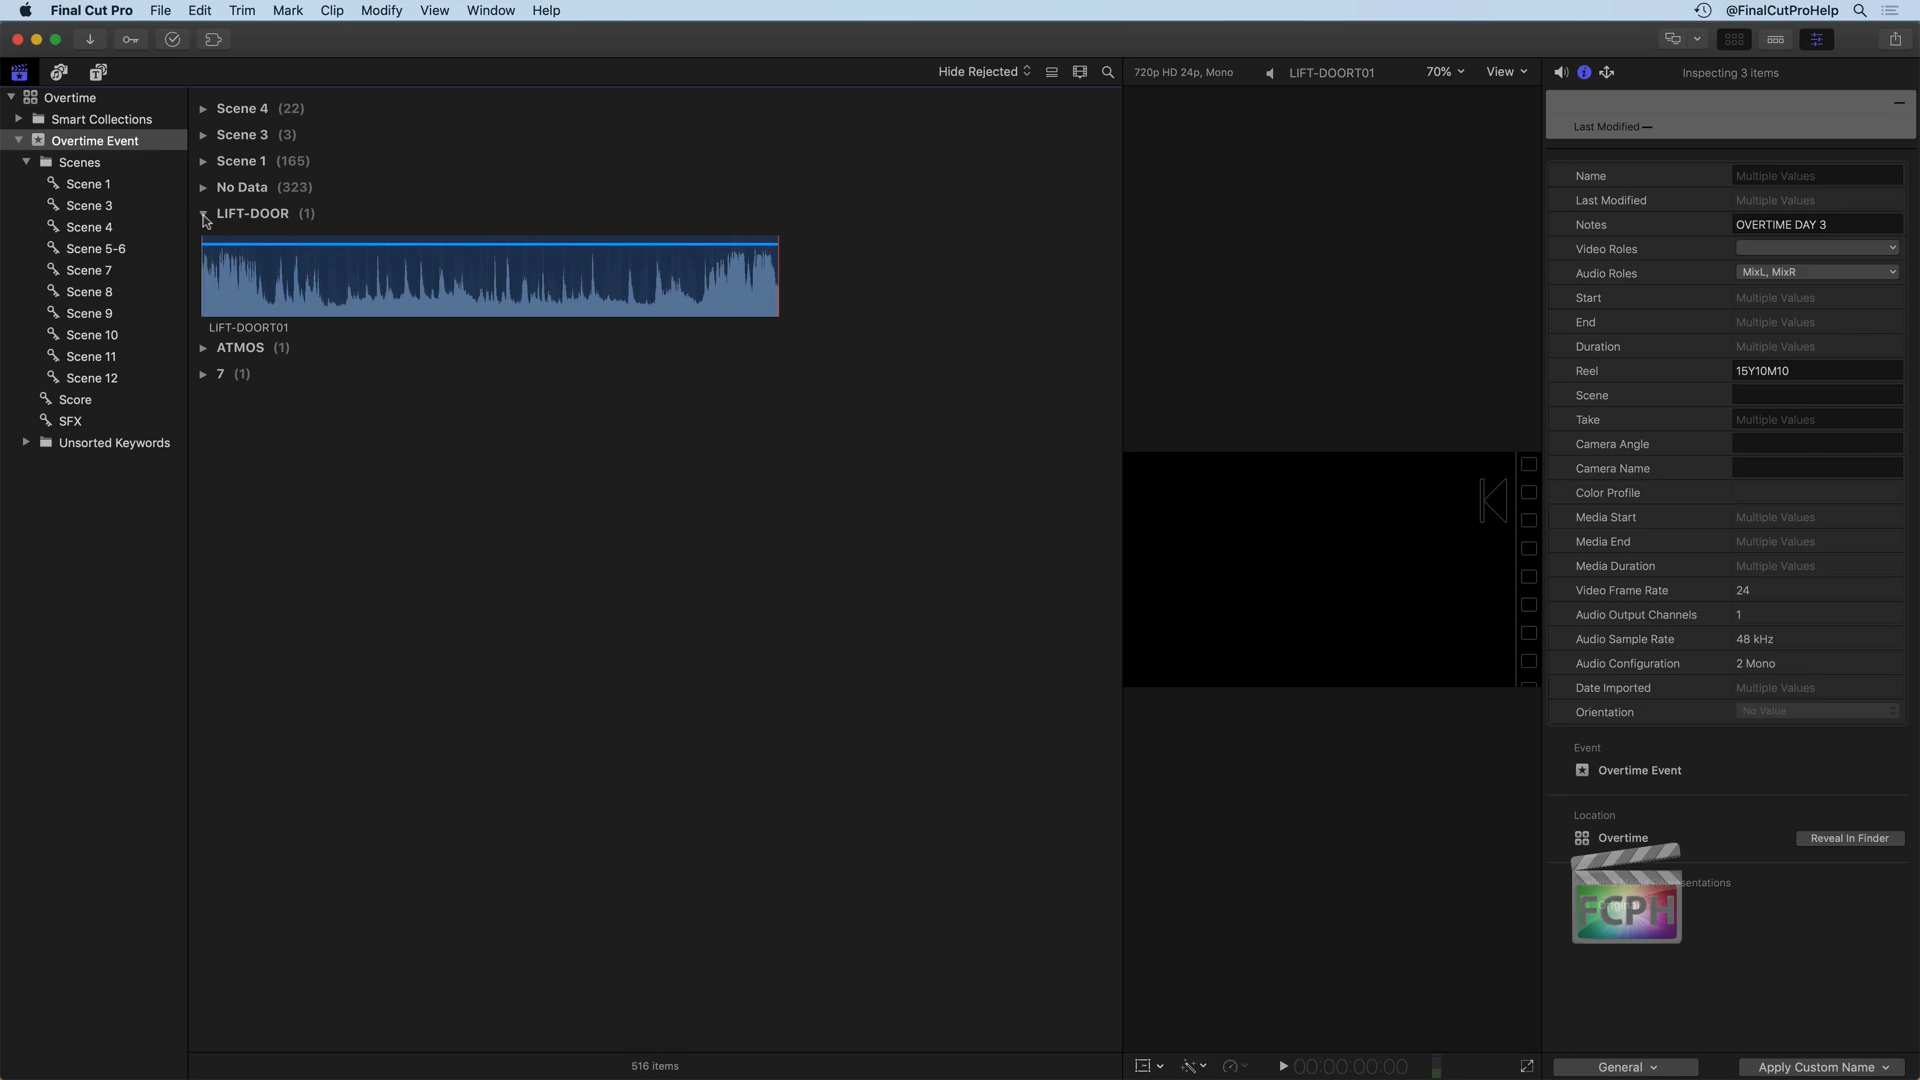 Final Cut Pro File Edit Trim Mark Clip Modify View Window Help @FinalCutProHelp
Hide Rejected 720p HD 24p, Mono LIFT-DOORT01 70% View Inspecting 3 items
Overtime
Smart Collections
Overtime Event
Scenes
Scene 1
Scene 3
Scene 4
Scene 5-6
Scene 7
Scene 8
Scene 9
Scene 10
Scene 11
Scene 12
Score
SFX
Unsorted Keywords
Scene 4 (22)
Scene 3 (3)
Scene 1 (165)
No Data (323)
LIFT-DOOR (1)
LIFT-DOORT01
ATMOS (1)
7 (1)
516 items
00:00:00:00
Last Modified —
Name Multiple Values
Last Modified Multiple Values
Notes OVERTIME DAY 3
Video Roles
Audio Roles MixL, MixR
Start Multiple Values
End Multiple Values
Duration Multiple Values
Reel 15Y10M10
Scene
Take Multiple Values
Camera Angle
Camera Name
Color Profile
Media Start Multiple Values
Media End Multiple Values
Media Duration Multiple Values
Video Frame Rate 24
Audio Output Channels 1
Audio Sample Rate 48 kHz
Audio Configuration 2 Mono
Date Imported Multiple Values
Orientation No Value
Event
Overtime Event
Location
Overtime Reveal In Finder
FCPH
General Apply Custom Name